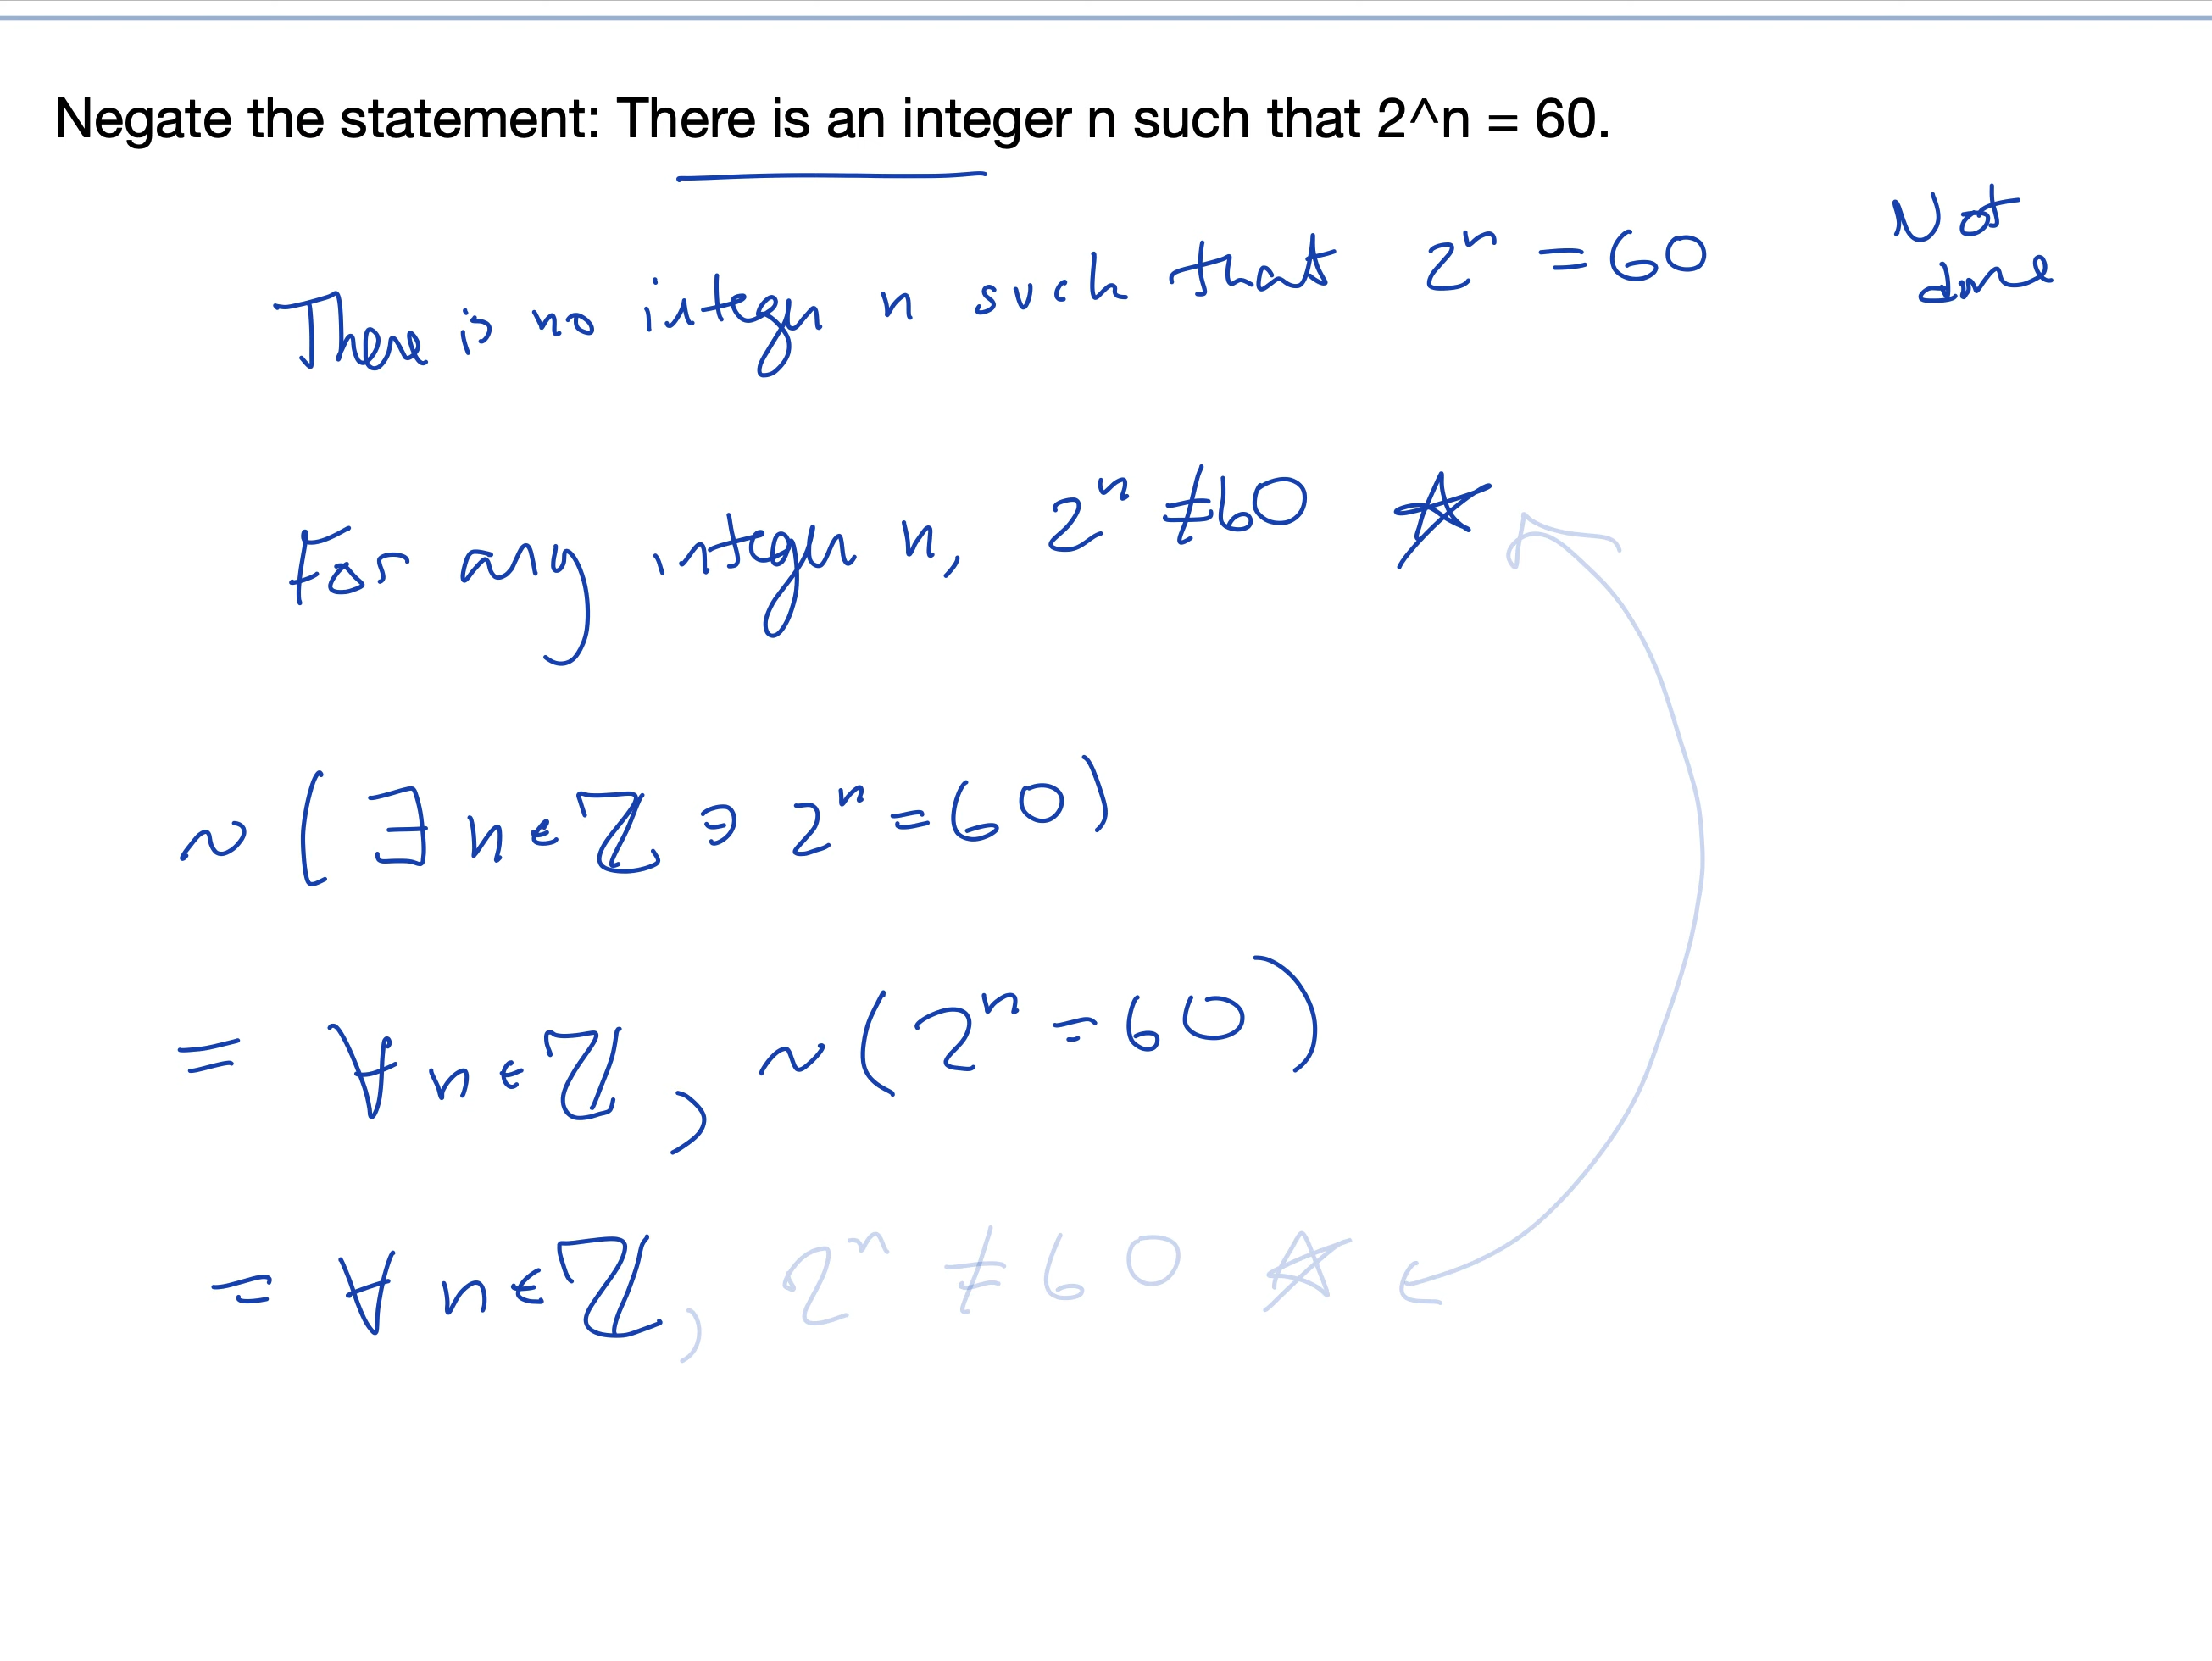 Negate the statement: There is an integer n such that 2^n = 60.
There is no integer n such that 2ⁿ = 60
Not
done
for any integer n, 2ⁿ ≠ 60 ☆
~ ( ∃ n ∈ ℤ ∋ 2ⁿ = 60 )
= ∀ n ∈ ℤ, ~ ( 2ⁿ = 60 )
= ∀ n ∈ ℤ, 2ⁿ ≠ 60 ☆